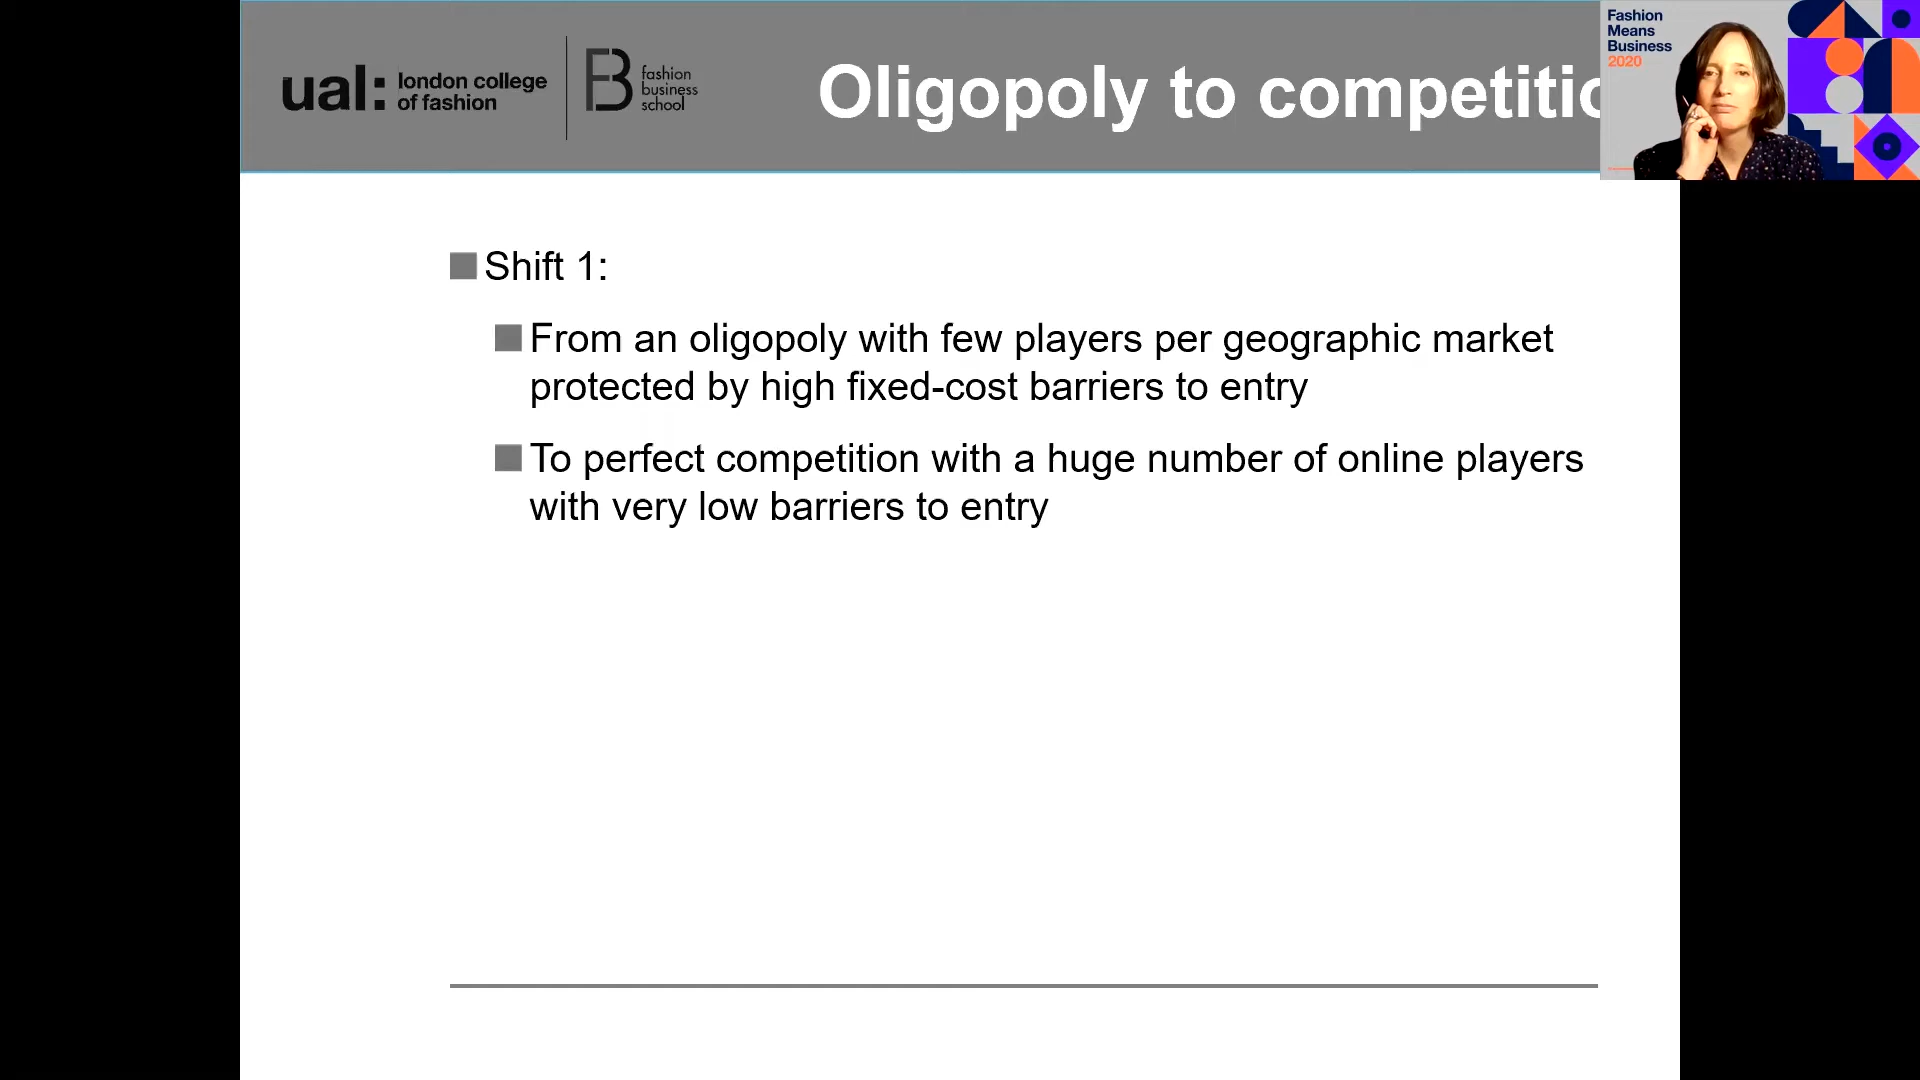 ual: london college
of fashion
fashion
business
school
Oligopoly to competitio
Fashion
Means
Business
2020
Shift 1:
From an oligopoly with few players per geographic market
protected by high fixed-cost barriers to entry
To perfect competition with a huge number of online players
with very low barriers to entry